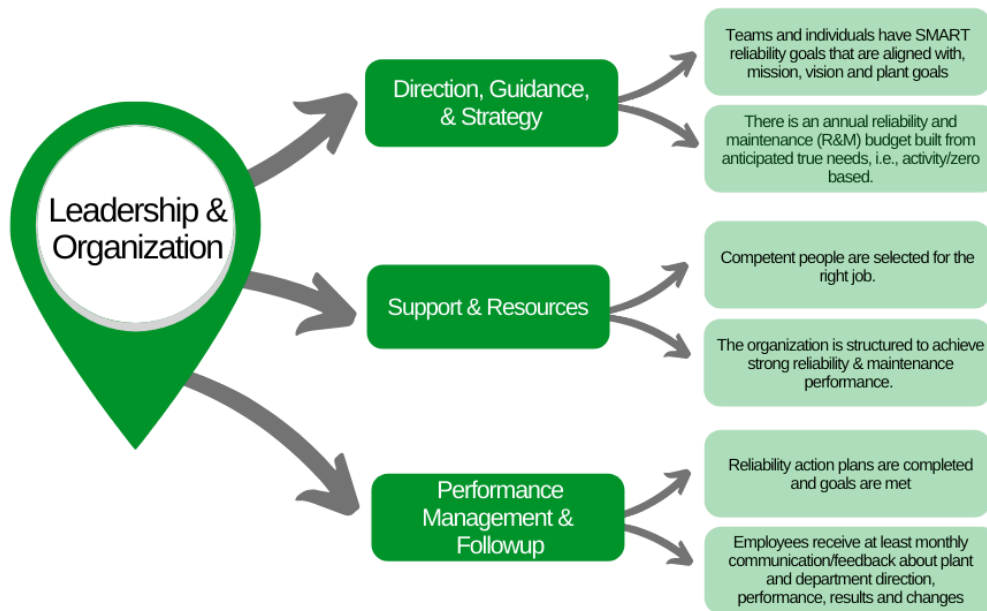 Leadership &
Organization
Direction, Guidance,
& Strategy
Teams and individuals have SMART
reliability goals that are aligned with,
mission, vision and plant goals
There is an annual reliability and
maintenance (R&M) budget built from
anticipated true needs, i.e., activity/zero
based.
Support & Resources
Competent people are selected for the
right job.
The organization is structured to achieve
strong reliability & maintenance
performance.
Performance
Management &
Followup
Reliability action plans are completed
and goals are met
Employees receive at least monthly
communication/feedback about plant
and department direction,
performance, results and changes